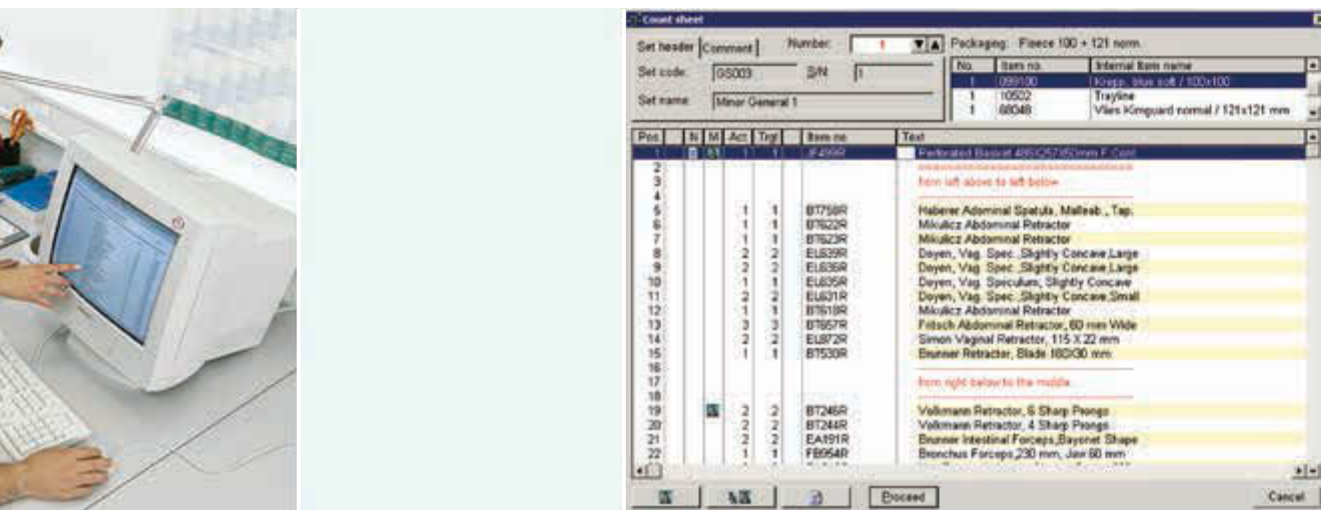 Count sheet
Set header Comment Number: 1 Packaging: Fleece 100 + 121 norm.
Set code: GS003 S/N: 1
Set name: Minor General 1
No. Item no. Internal Item name
1 099100 Krepp, blue soft / 100x100
1 10502 Trayline
1 68048 Vlies Kimguard normal / 121x121 mm
Pos N M Act Trgt Item no Text
1 1 1 JF499R Perforated Basket
2
3 from left above to left below
4
5 1 1 BT758R Haberer Adominal Spatula, Malleab., Tap.
6 1 1 BT622R Mikulicz Abdominal Retractor
7 1 1 BT623R Mikulicz Abdominal Retractor
8 2 2 EL639R Doyen, Vag. Spec.,Slightly Concave,Large
9 2 2 EL636R Doyen, Vag. Spec.,Slightly Concave,Large
10 1 1 EL635R Doyen, Vag. Speculum, Slightly Concave
11 2 2 EL631R Doyen, Vag. Spec.,Slightly Concave,Small
12 1 1 BT618R Mikulicz Abdominal Retractor
13 3 3 BT657R Fritsch Abdominal Retractor, 60 mm Wide
14 2 2 EL872R Simon Vaginal Retractor, 115 X 22 mm
15 1 1 BT530R Brunner Retractor, Blade 180X30 mm
16
17 from right below to the middle
18
19 2 2 BT246R Volkmann Retractor, 6 Sharp Prongs
20 2 2 BT244R Volkmann Retractor, 4 Sharp Prongs
21 2 2 EA191R Brunner Intestinal Forceps,Bayonet Shape
22 1 1 FB954R Bronchus Forceps,230 mm, Jaw 60 mm
Proceed Cancel